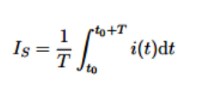 I_S = \frac{1}{T} \int_{t_0}^{t_0+T} i(t)dt